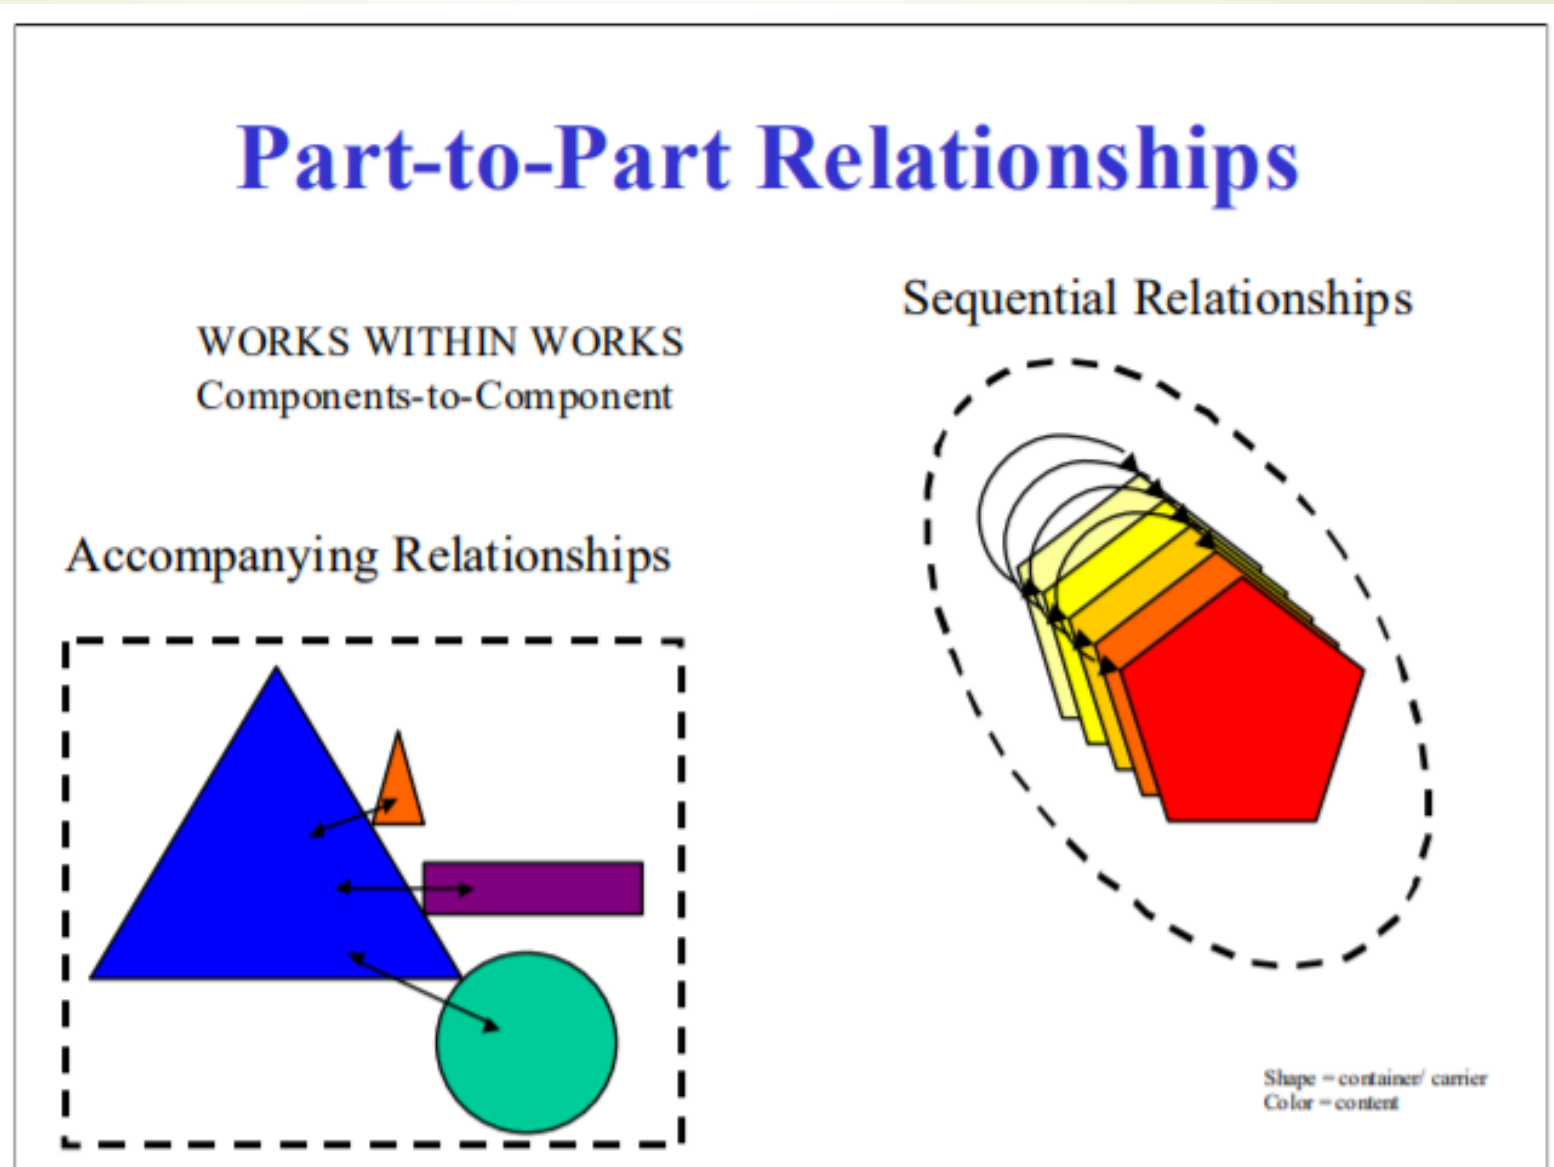 Part-to-Part Relationships
WORKS WITHIN WORKS
Components-to-Component
Sequential Relationships
Accompanying Relationships
Shape = container/ carrier
Color = content